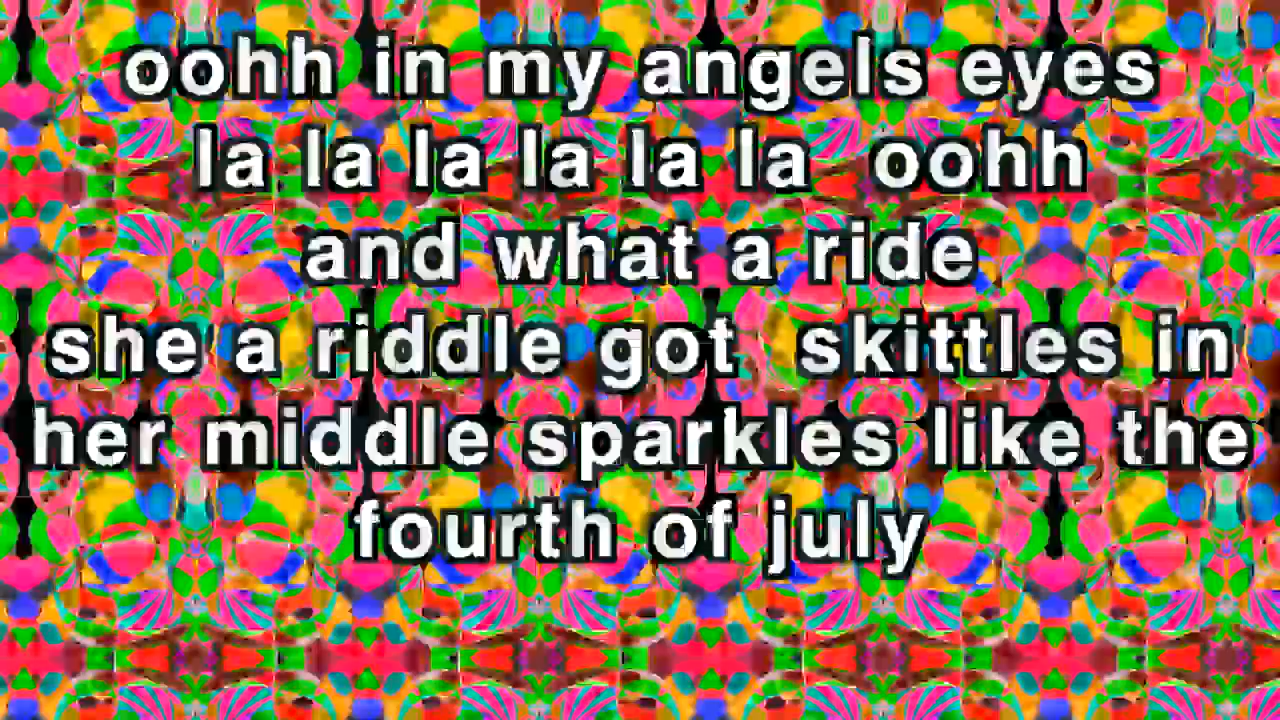 oohh in my angels eyes
la la la la la la oohh
and what a ride
she a riddle got skittles in
her middle sparkles like the
fourth of july